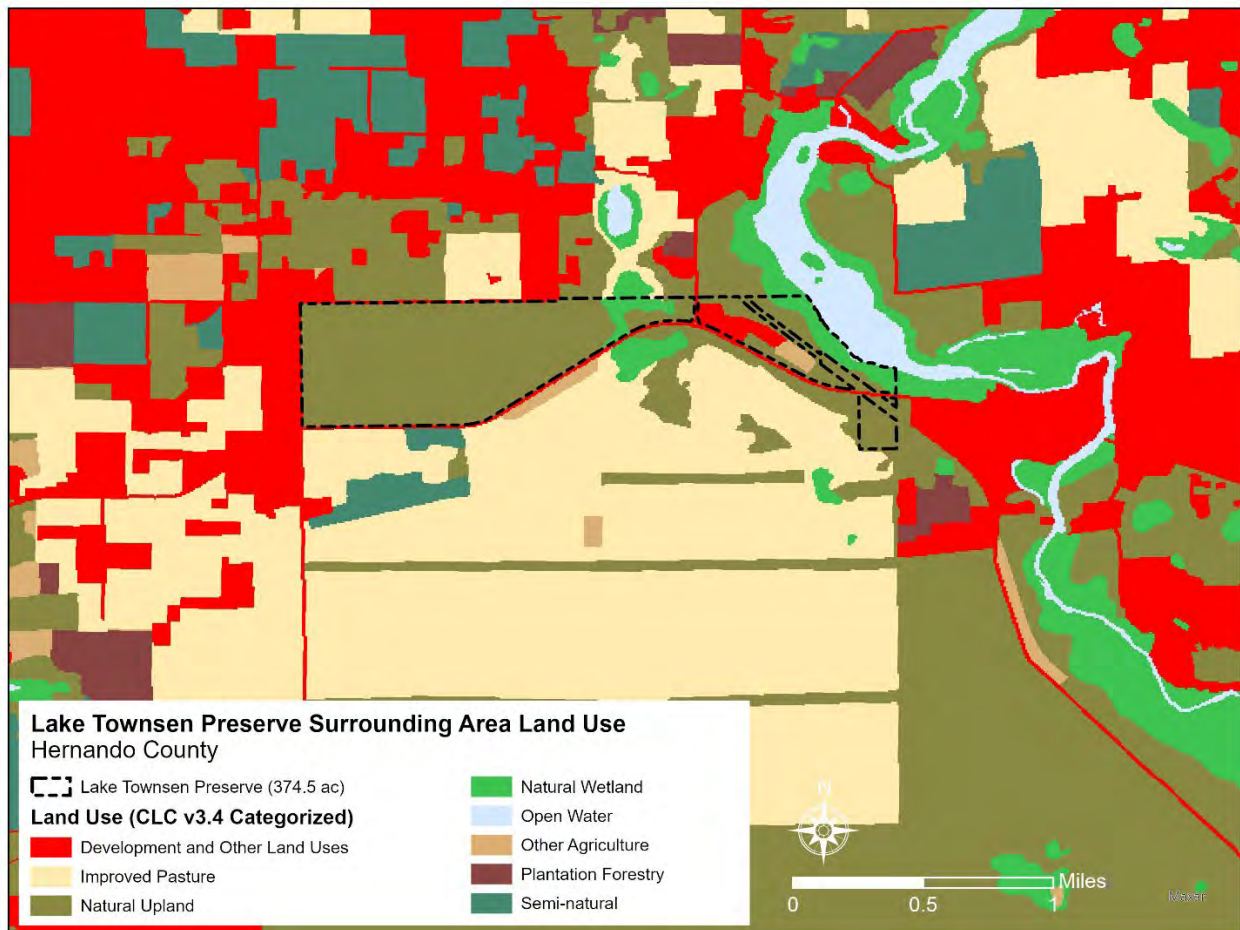 Lake Townsen Preserve Surrounding Area Land Use
Hernando County
Lake Townsen Preserve (374.5 ac)
Land Use (CLC v3.4 Categorized)
Development and Other Land Uses
Improved Pasture
Natural Upland
Natural Wetland
Open Water
Other Agriculture
Plantation Forestry
Semi-natural
N
Miles
0 0.5 1
Maxar